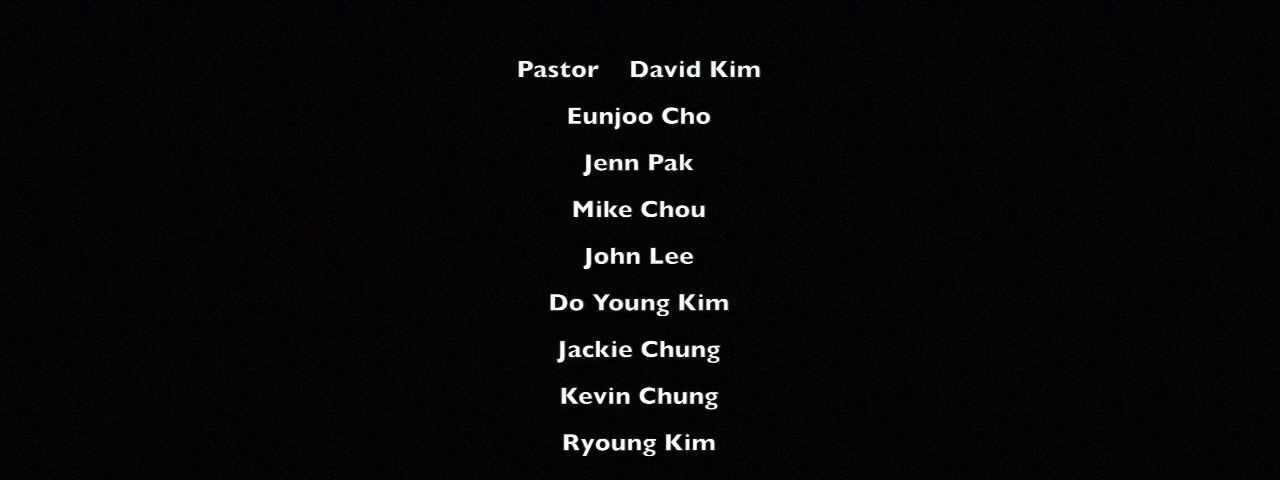 Pastor David Kim
Eunjoo Cho
Jenn Pak
Mike Chou
John Lee
Do Young Kim
Jackie Chung
Kevin Chung
Ryoung Kim